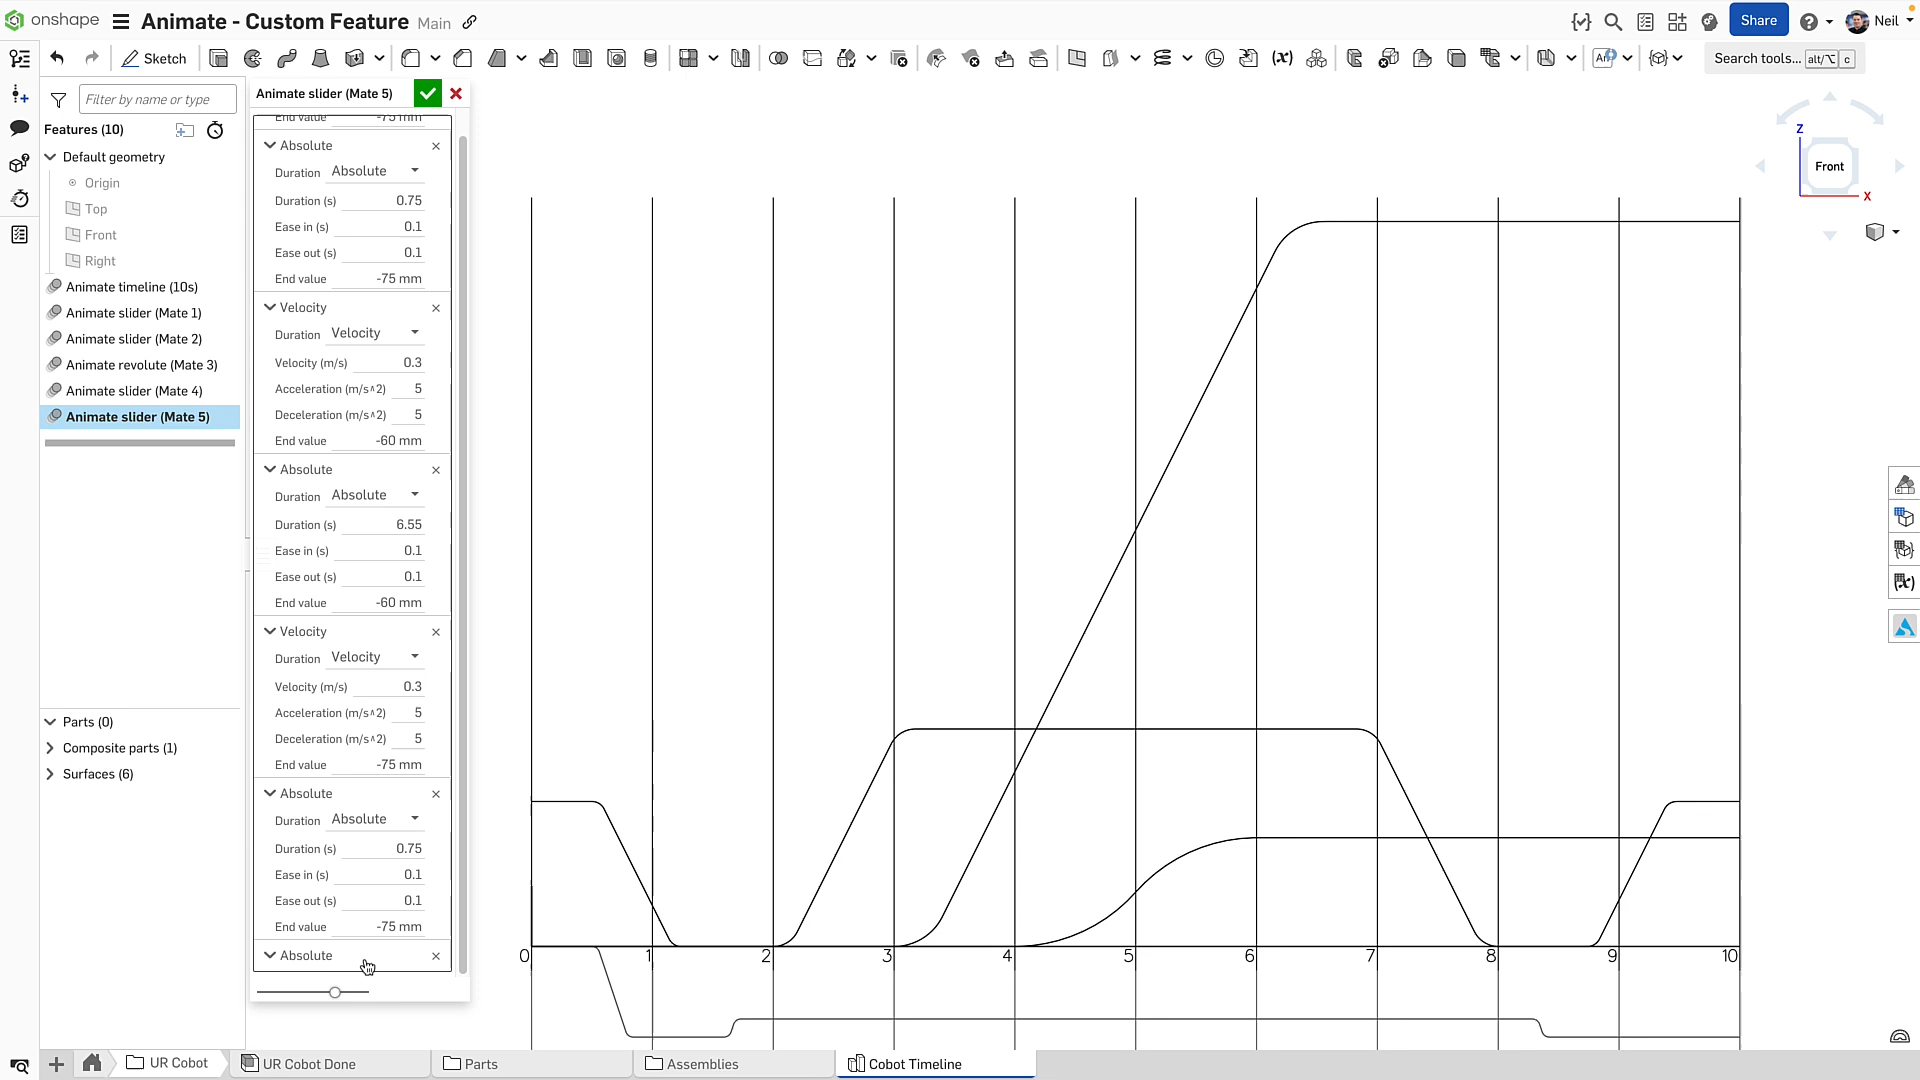 onshape Animate - Custom Feature Main Share Neil
Sketch Search tools... alt/⌥ c
Filter by name or type
Features (10)
Default geometry
Origin
Top
Front
Right
Animate timeline (10s)
Animate slider (Mate 1)
Animate slider (Mate 2)
Animate revolute (Mate 3)
Animate slider (Mate 4)
Animate slider (Mate 5)
Parts (0)
Composite parts (1)
Surfaces (6)
Animate slider (Mate 5)
End value -75 mm
Absolute
Duration Absolute
Duration (s) 0.75
Ease in (s) 0.1
Ease out (s) 0.1
End value -75 mm
Velocity
Duration Velocity
Velocity (m/s) 0.3
Acceleration (m/s^2) 5
Deceleration (m/s^2) 5
End value -60 mm
Absolute
Duration Absolute
Duration (s) 6.55
Ease in (s) 0.1
Ease out (s) 0.1
End value -60 mm
Velocity
Duration Velocity
Velocity (m/s) 0.3
Acceleration (m/s^2) 5
Deceleration (m/s^2) 5
End value -75 mm
Absolute
Duration Absolute
Duration (s) 0.75
Ease in (s) 0.1
Ease out (s) 0.1
End value -75 mm
Absolute
Z
Front
X
0 1 2 3 4 5 6 7 8 9 10
UR Cobot UR Cobot Done Parts Assemblies Cobot Timeline